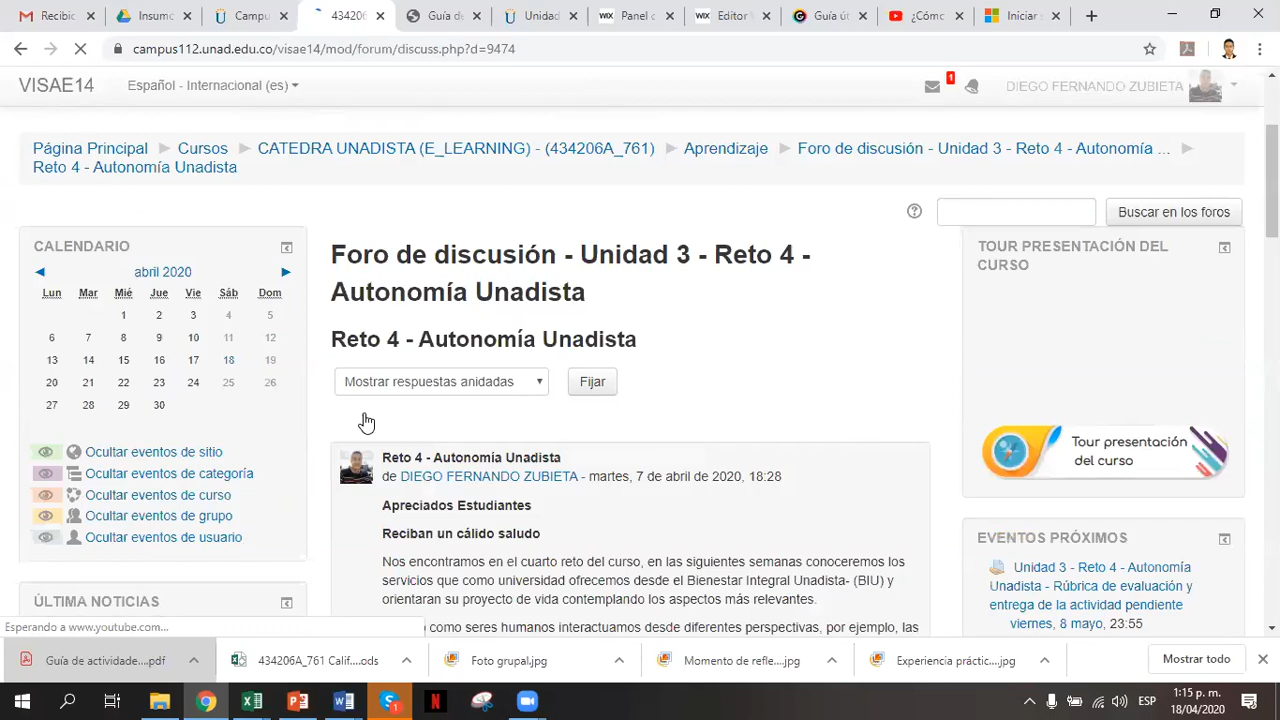 Recibic
Insumo
Campu
434206
Guía de
Unidad
WIX Panel c
WIX Editor
Guía út
¿Cómo
Iniciar s
campus112.unad.edu.co/visae14/mod/forum/discuss.php?d=9474
VISAE14
Español - Internacional (es)
1
DIEGO FERNANDO ZUBIETA
Página Principal
Cursos
CATEDRA UNADISTA (E_LEARNING) - (434206A_761)
Aprendizaje
Foro de discusión - Unidad 3 - Reto 4 - Autonomía ...
Reto 4 - Autonomía Unadista
Buscar en los foros
CALENDARIO
abril 2020
Lun Mar Mié Jue Vie Sáb Dom
1 2 3 4 5
6 7 8 9 10 11 12
13 14 15 16 17 18 19
20 21 22 23 24 25 26
27 28 29 30
Ocultar eventos de sitio
Ocultar eventos de categoría
Ocultar eventos de curso
Ocultar eventos de grupo
Ocultar eventos de usuario
ÙLTIMA NOTICIAS
Foro de discusión - Unidad 3 - Reto 4 -
Autonomía Unadista
Reto 4 - Autonomía Unadista
Mostrar respuestas anidadas
Fijar
Reto 4 - Autonomía Unadista
de DIEGO FERNANDO ZUBIETA - martes, 7 de abril de 2020, 18:28
Apreciados Estudiantes
Reciban un cálido saludo
Nos encontramos en el cuarto reto del curso, en las siguientes semanas conoceremos los
servicios que como universidad ofrecemos desde el Bienestar Integral Unadista- (BIU) y
orientaran su proyecto de vida contemplando los aspectos más relevantes.
como seres humanos interactuamos desde diferentes perspectivas, por ejemplo, las
TOUR PRESENTACIÓN DEL
CURSO
Tour presentación
del curso
EVENTOS PRÓXIMOS
Unidad 3 - Reto 4 - Autonomía
Unadista - Rúbrica de evaluación y
entrega de la actividad pendiente
viernes, 8 mayo, 23:55
Esperando a www.youtube.com...
Guía de actividade....pdf
434206A_761 Calif....ods
Foto grupal.jpg
Momento de refle....jpg
Experiencia práctic....jpg
Mostrar todo
ESP
1:15 p. m.
18/04/2020